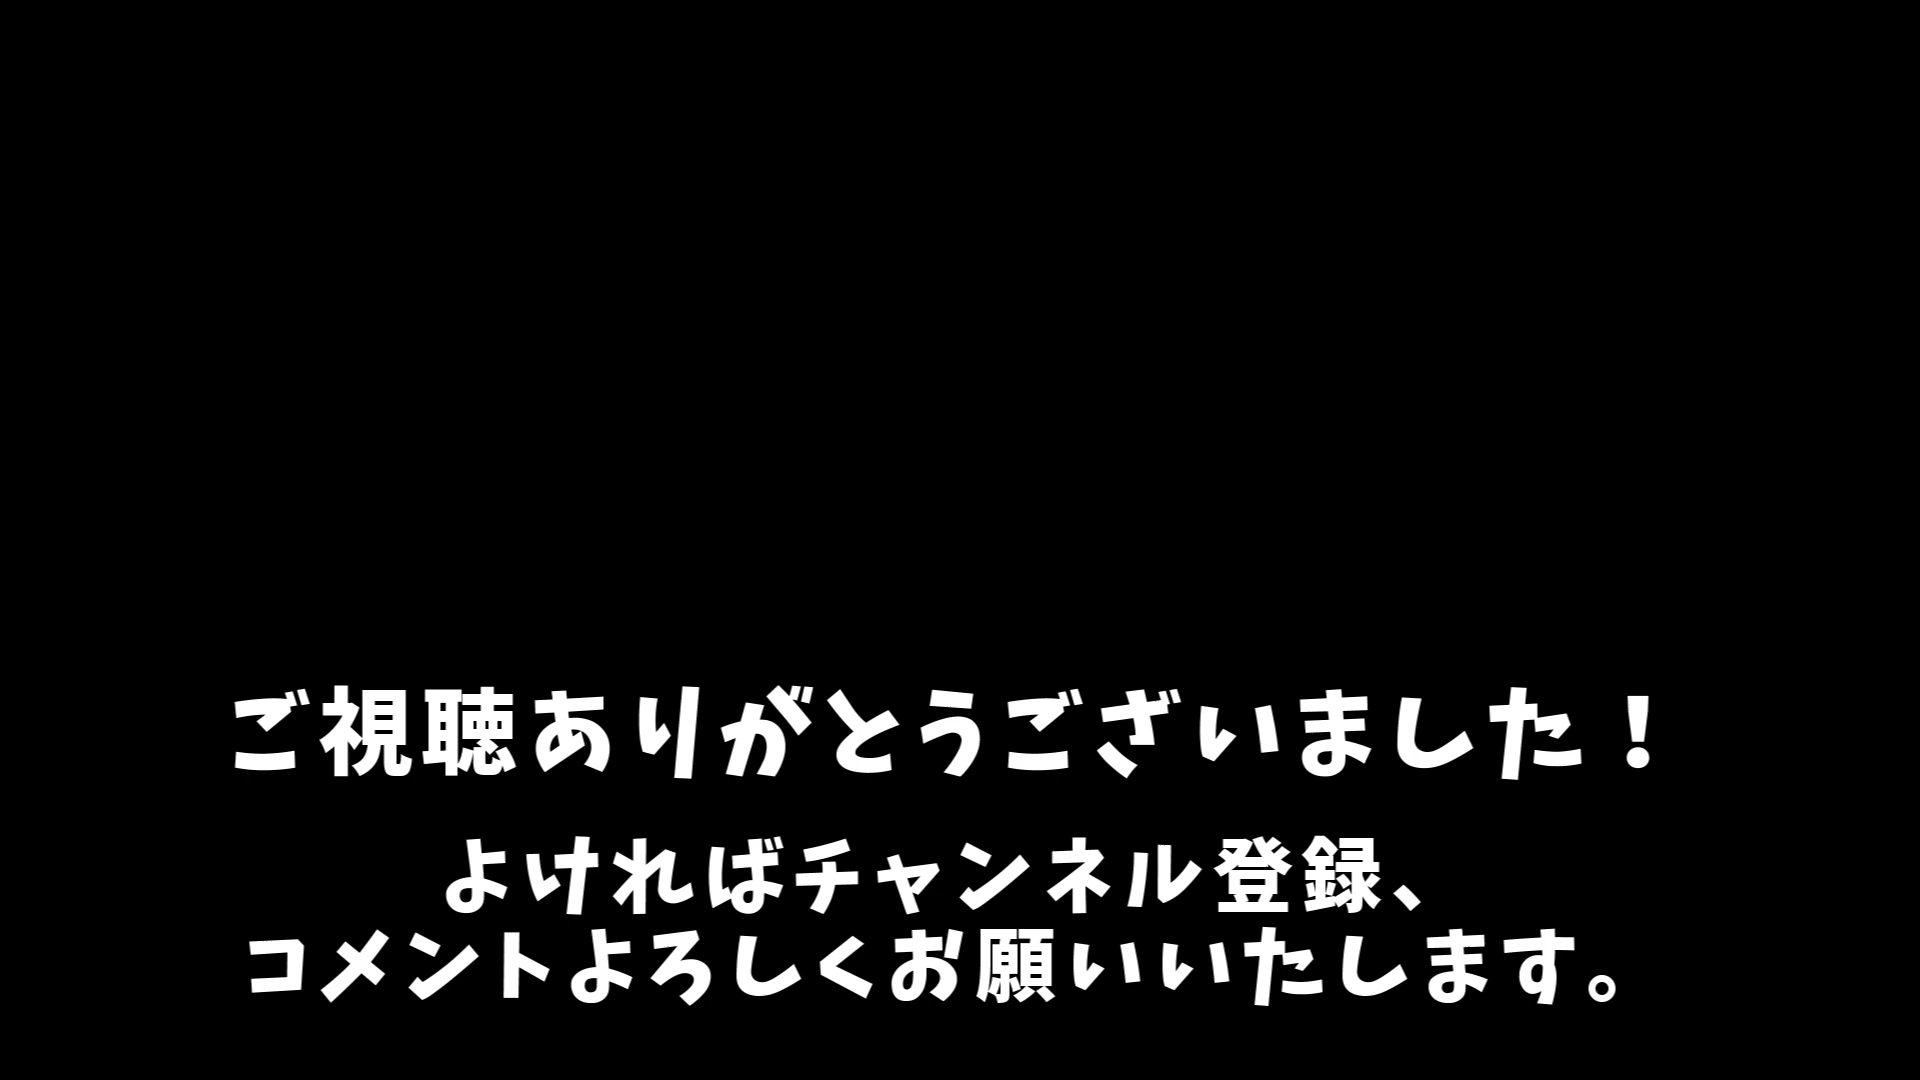 ご視聴ありがとうございました！
よければチャンネル登録、
コメントよろしくお願いいたします。